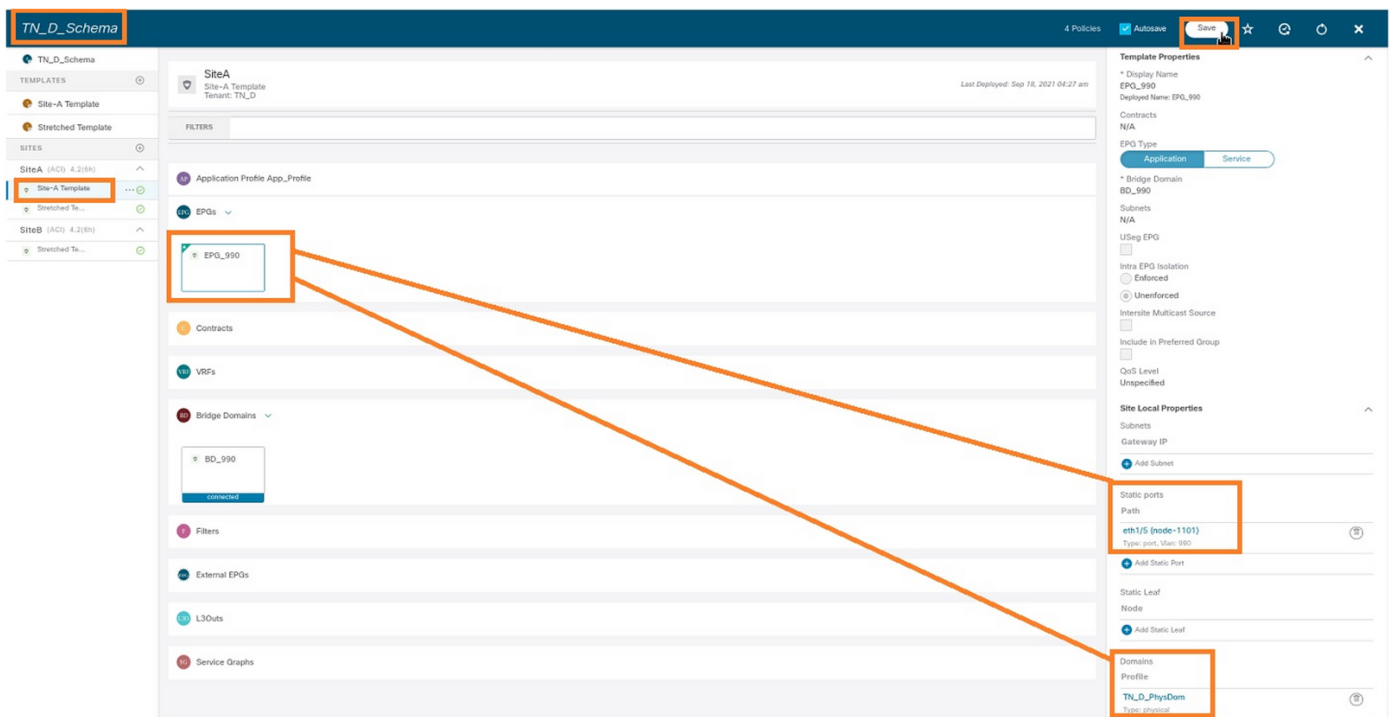 TN_D_Schema
4 Policies
Autosave
Save
TN_D_Schema
TEMPLATES
Site-A Template
Stretched Template
SITES
SiteA (ACI) 4.2(6h)
Site-A Template
Stretched Te...
SiteB (ACI) 4.2(6h)
Stretched Te...
SiteA
Site-A Template
Tenant: TN_D
Last Deployed: Sep 18, 2021 04:27 am
FILTERS
AP Application Profile App_Profile
EPG EPGs
EPG_990
C Contracts
VRF VRFs
BD Bridge Domains
BD_990
connected
F Filters
External EPGs
L3O L3Outs
SG Service Graphs
Template Properties
* Display Name
EPG_990
Deployed Name: EPG_990
Contracts
N/A
EPG Type
Application
Service
* Bridge Domain
BD_990
Subnets
N/A
USeg EPG
Intra EPG Isolation
Enforced
Unenforced
Intersite Multicast Source
Include in Preferred Group
QoS Level
Unspecified
Site Local Properties
Subnets
Gateway IP
Add Subnet
Static ports
Path
eth1/5 (node-1101)
Type: port, Vlan: 990
Add Static Port
Static Leaf
Node
Add Static Leaf
Domains
Profile
TN_D_PhysDom
Type: physical